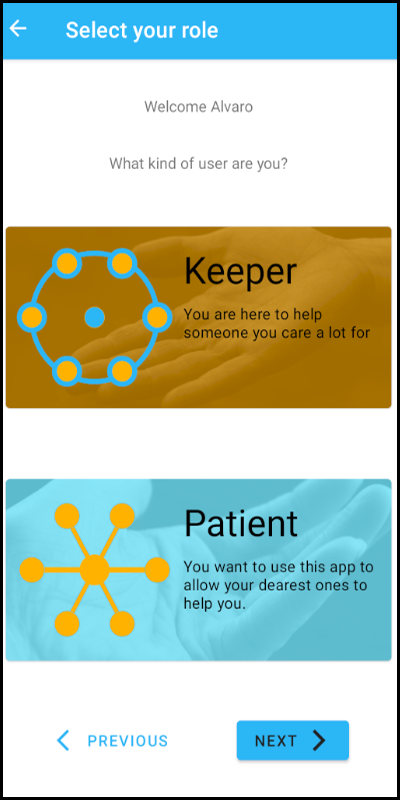 Select your role
Welcome Alvaro
What kind of user are you?
Keeper
You are here to help
someone you care a lot for
Patient
You want to use this app to
allow your dearest ones to
help you.
PREVIOUS
NEXT